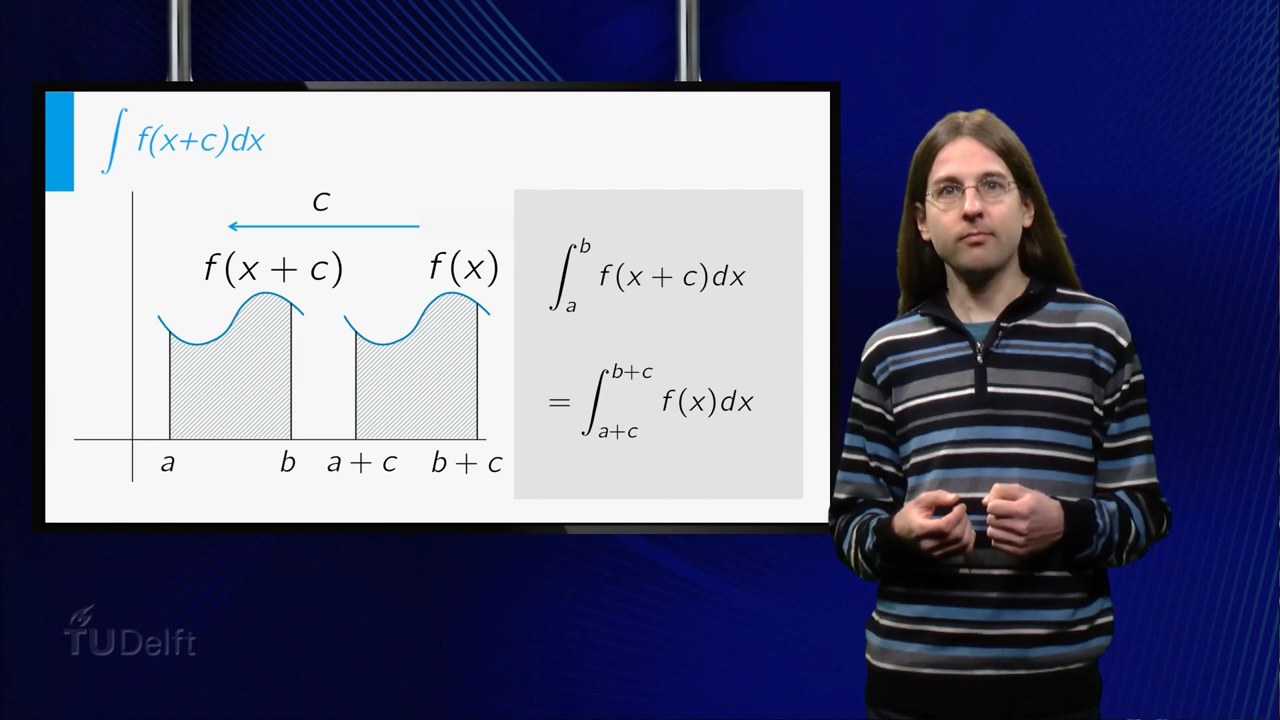 ∫ f(x+c)dx
c
f(x + c) f(x)
a b a + c b + c
∫_a^b f(x + c)dx
= ∫_{a+c}^{b+c} f(x)dx
TUDelft